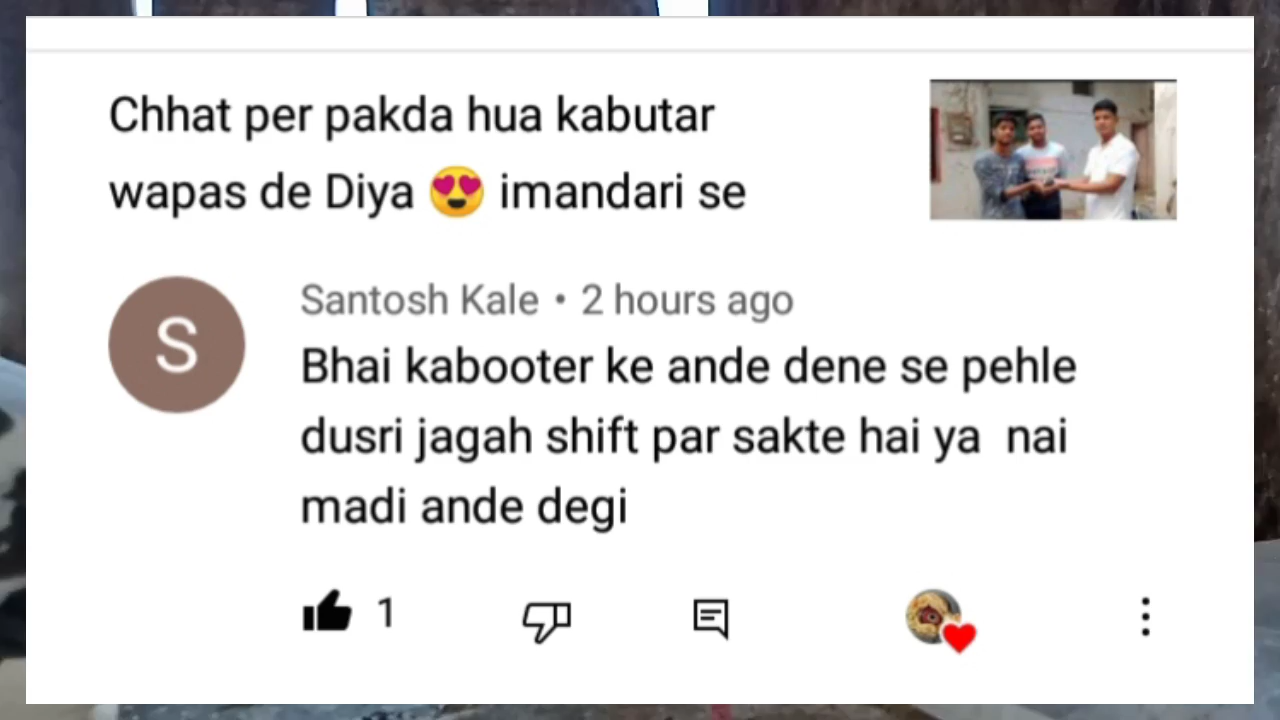 Chhat per pakda hua kabutar
wapas de Diya 😍 imandari se
S
Santosh Kale • 2 hours ago
Bhai kabooter ke ande dene se pehle
dusri jagah shift par sakte hai ya  nai
madi ande degi
1